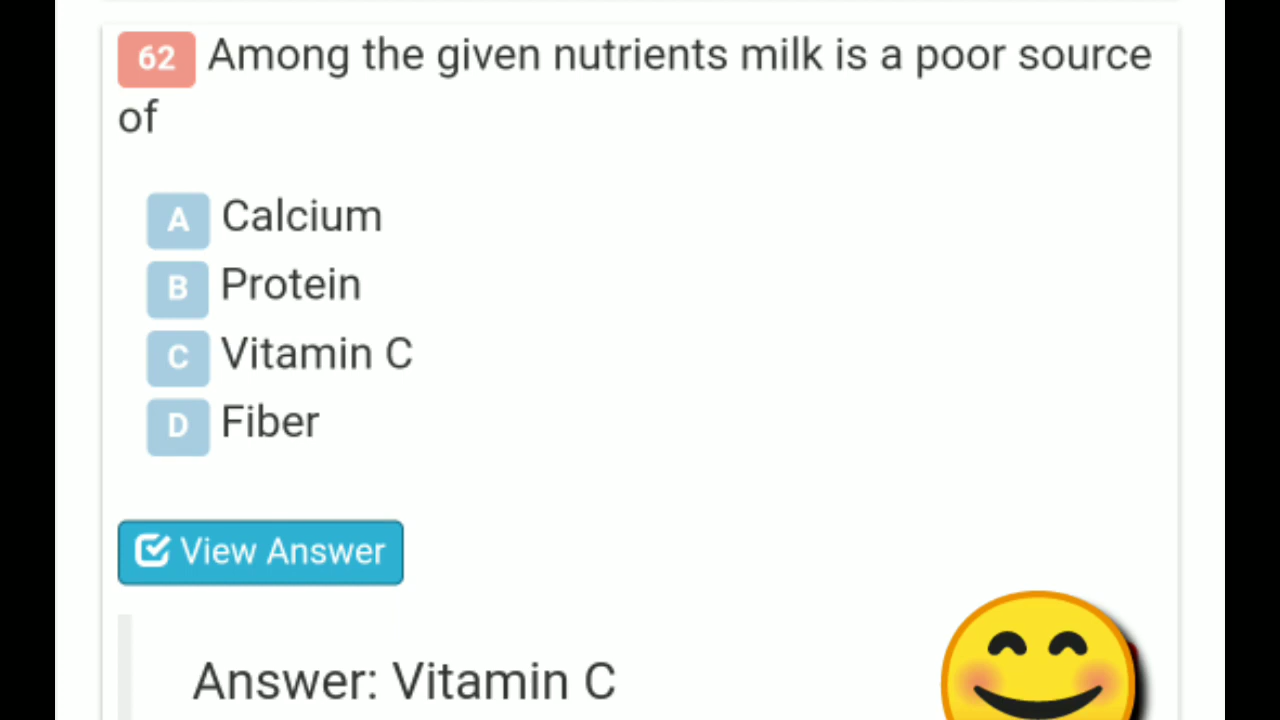 62 Among the given nutrients milk is a poor source
of
A Calcium
B Protein
C Vitamin C
D Fiber
View Answer
Answer: Vitamin C